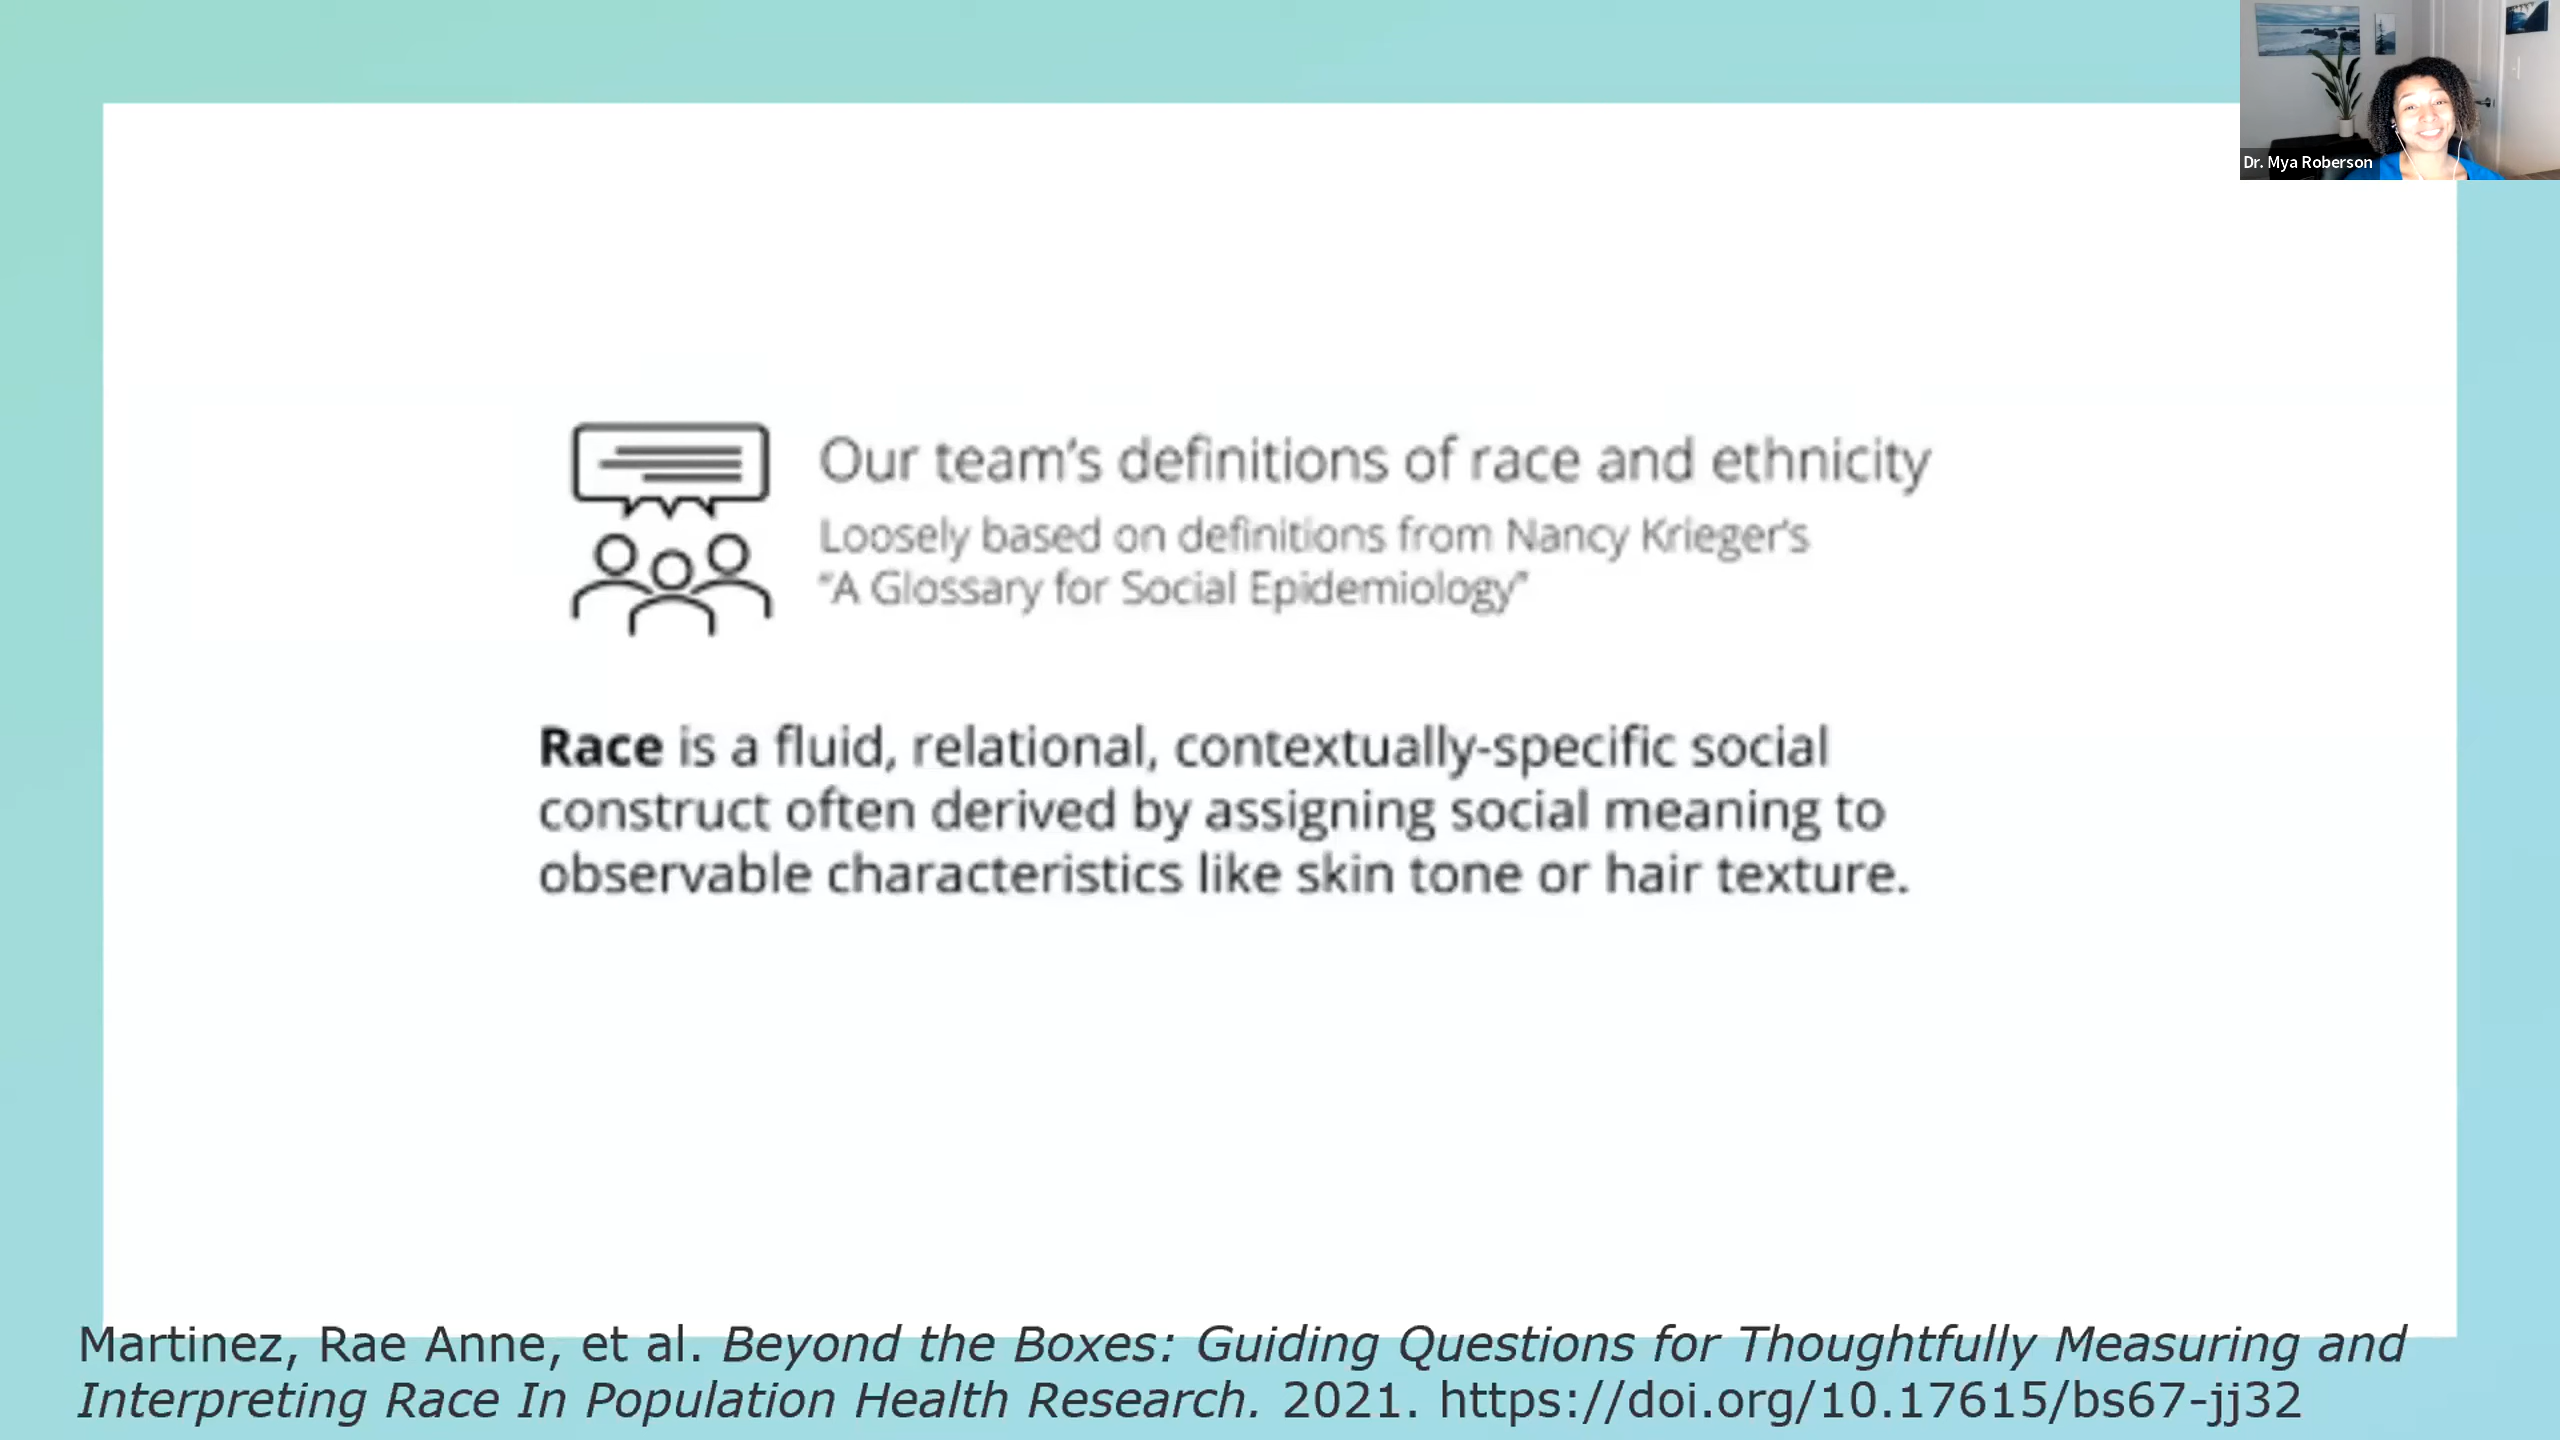 Dr. Mya Roberson
Our team's definitions of race and ethnicity
Loosely based on definitions from Nancy Krieger's
"A Glossary for Social Epidemiology"
Race is a fluid, relational, contextually-specific social
construct often derived by assigning social meaning to
observable characteristics like skin tone or hair texture.
Martinez, Rae Anne, et al. Beyond the Boxes: Guiding Questions for Thoughtfully Measuring and
Interpreting Race In Population Health Research. 2021. https://doi.org/10.17615/bs67-jj32